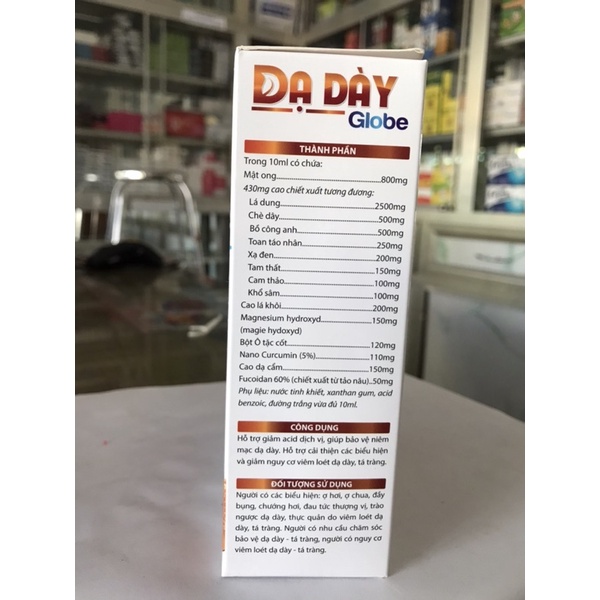 DẠ DÀY
Globe
THÀNH PHẦN
Trong 10ml có chứa:
Mật ong..........800mg
430mg cao chiết xuất tương đương:
Lá dung..........2500mg
Chè dây..........500mg
Bồ công anh..........500mg
Toan táo nhân..........250mg
Xạ đen..........200mg
Tam thất..........150mg
Cam thảo..........100mg
Khổ sâm..........100mg
Cao lá khôi..........200mg
Magnesium hydroxyd..........150mg
(magie hydoxyd)
Bột Ô tặc cốt..........120mg
Nano Curcumin (5%)..........110mg
Cao dạ cẩm..........150mg
Fucoidan 60% (chiết xuất từ tảo nâu)..50mg
Phụ liệu: nước tinh khiết, xanthan gum, acid
benzoic, đường trắng vừa đủ 10ml.
CÔNG DỤNG
Hỗ trợ giảm acid dịch vị, giúp bảo vệ niêm
mạc dạ dày. Hỗ trợ cải thiện các biểu hiện
và giảm nguy cơ viêm loét dạ dày, tá tràng.
ĐỐI TƯỢNG SỬ DỤNG
Người có các biểu hiện: ợ hơi, ợ chua, đầy
bụng, chướng hơi, đau tức thượng vị, trào
ngược dạ dày, thực quản do viêm loét dạ
dày, tá tràng. Người có nhu cầu chăm sóc
bảo vệ dạ dày - tá tràng, người có nguy cơ
viêm loét dạ dày - tá tràng.